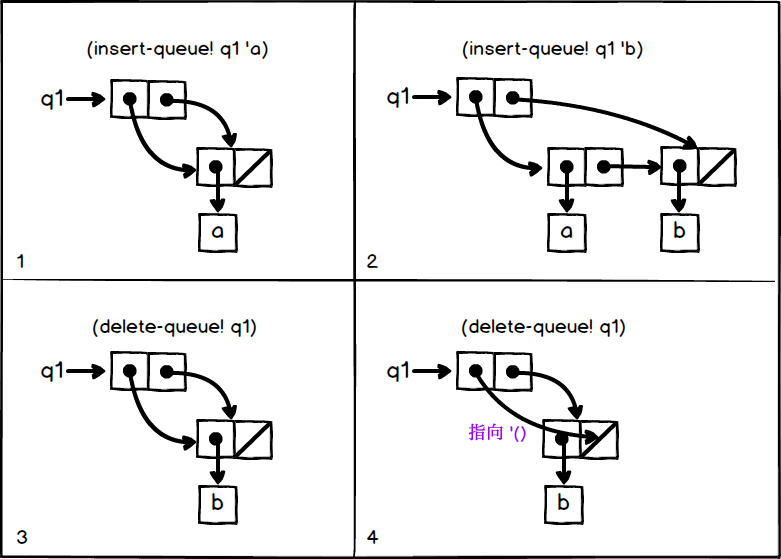 (insert-queue! q1 'a)
q1
a
1
(insert-queue! q1 'b)
q1
a b
2
(delete-queue! q1)
q1
b
3
(delete-queue! q1)
q1
指向 '()
b
4